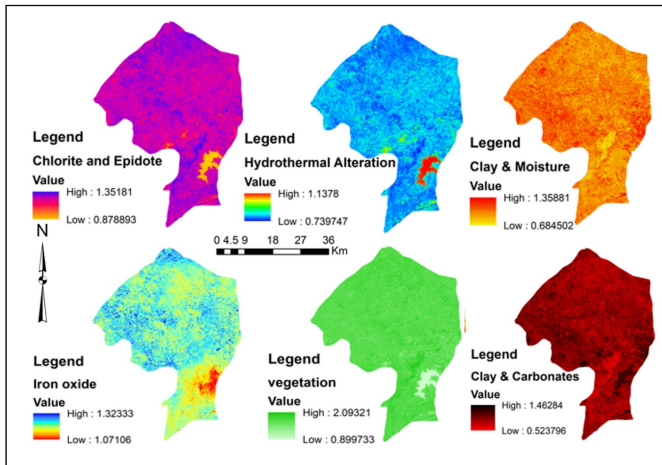 Legend
Chlorite and Epidote
Value
High : 1.35181
Low : 0.878893
Legend
Hydrothermal Alteration
Value
High : 1.1378
Low : 0.739747
Legend
Clay & Moisture
Value
High : 1.35881
Low : 0.684502
N
0 4.5 9 18 27 36
Km
Legend
Iron oxide
Value
High : 1.32333
Low : 1.07106
Legend
vegetation
Value
High : 2.09321
Low : 0.899733
Legend
Clay & Carbonates
Value
High : 1.46284
Low : 0.523796